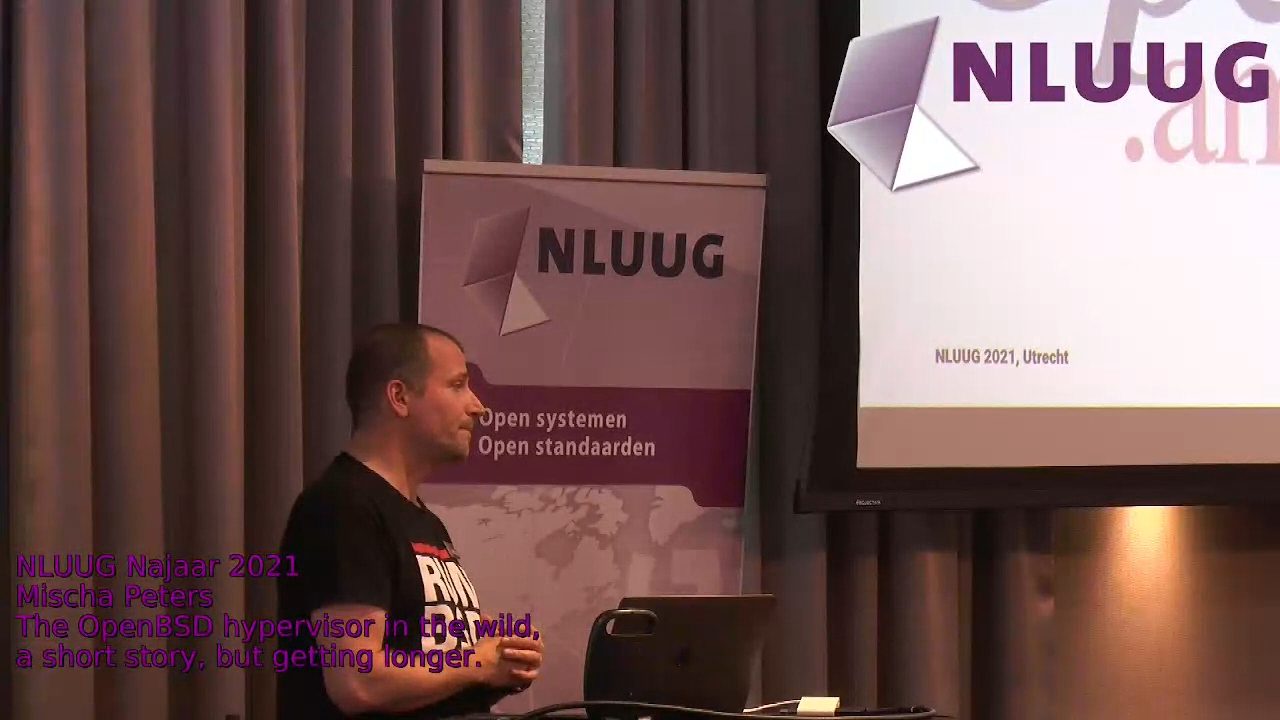 NLUUG
.an
NLUUG 2021, Utrecht
NLUUG
Open systemen
Open standaarden
NLUUG Najaar 2021
Mischa Peters
The OpenBSD hypervisor in the wild,
a short story, but getting longer.